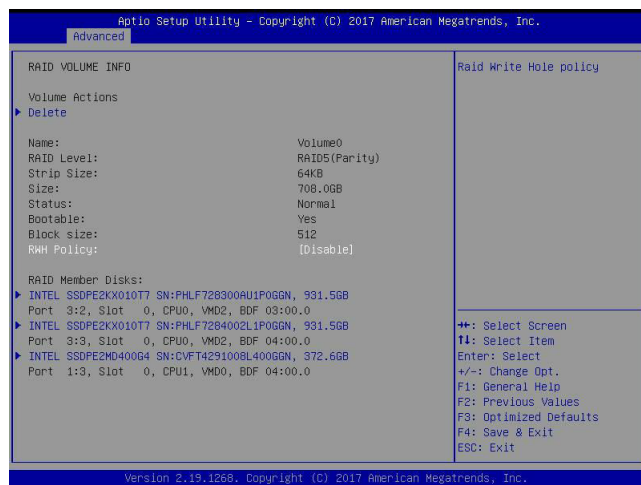 Aptio Setup Utility – Copyright (C) 2017 American Megatrends, Inc.
Advanced
RAID VOLUME INFO
Raid Write Hole policy
Volume Actions
Delete
Name: Volume0
RAID Level: RAID5(Parity)
Strip Size: 64KB
Size: 708.0GB
Status: Normal
Bootable: Yes
Block size: 512
RWH Policy: [Disable]
RAID Member Disks:
INTEL SSDPE2KX010T7 SN:PHLF728300AU1P0GGN, 931.5GB
Port 3:2, Slot 0, CPU0, VMD2, BDF 03:00.0
INTEL SSDPE2KX010T7 SN:PHLF7284002L1P0GGN, 931.5GB
Port 3:3, Slot 0, CPU0, VMD2, BDF 04:00.0
INTEL SSDPE2MD400G4 SN:CVFT4291008L400GGN, 372.6GB
Port 1:3, Slot 0, CPU1, VMD0, BDF 04:00.0
→←: Select Screen
↑↓: Select Item
Enter: Select
+/-: Change Opt.
F1: General Help
F2: Previous Values
F3: Optimized Defaults
F4: Save & Exit
ESC: Exit
Version 2.19.1268. Copyright (C) 2017 American Megatrends, Inc.